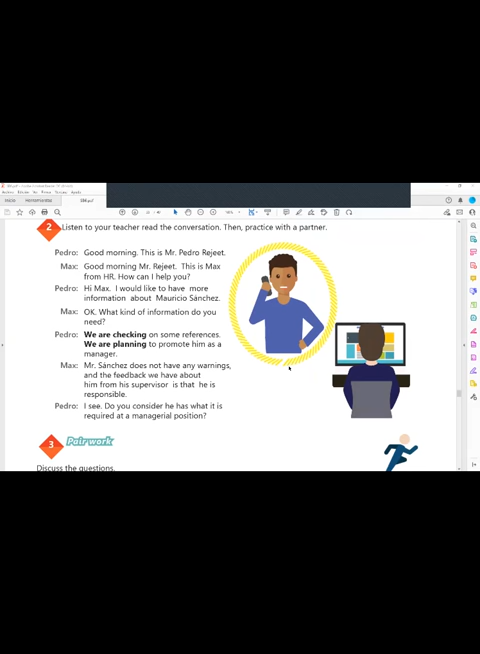 Inicio Herramientas
2 Listen to your teacher read the conversation. Then, practice with a partner.
Pedro: Good morning. This is Mr. Pedro Rejeet.
Max: Good morning Mr. Rejeet. This is Max
from HR. How can I help you?
Pedro: Hi Max. I would like to have more
information about Mauricio Sánchez.
Max: OK. What kind of information do you
need?
Pedro: We are checking on some references.
We are planning to promote him as a
manager.
Max: Mr. Sánchez does not have any warnings,
and the feedback we have about
him from his supervisor is that he is
responsible.
Pedro: I see. Do you consider he has what it is
required at a managerial position?
3 Pair work
Discuss the questions.